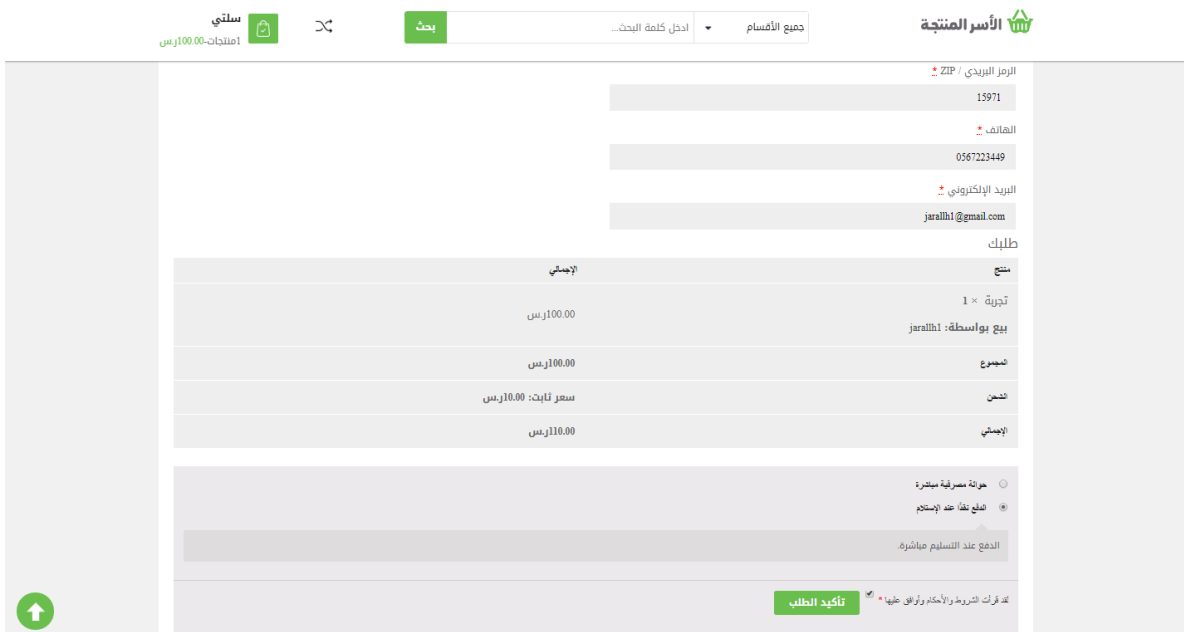 الأسر المنتجة
جميع الأقسام
ادخل كلمة البحث...
بحث
سلتي
1منتجات-100.00ر.س
الرمز البريدي / ZIP *
15971
الهاتف *
0567223449
البريد الإلكتروني *
jarallh1@gmail.com
طلبك
منتج الإجمالي
تجربة × 1
بيع بواسطة: jarallh1
100.00ر.س
المجموع 100.00ر.س
الشحن سعر ثابت: 10.00ر.س
الإجمالي 110.00ر.س
حوالة مصرفية مباشرة
الدفع نقدًا عند الإستلام
الدفع عند التسليم مباشرة.
لقد قرأت الشروط والأحكام وأوافق عليها *
تأكيد الطلب